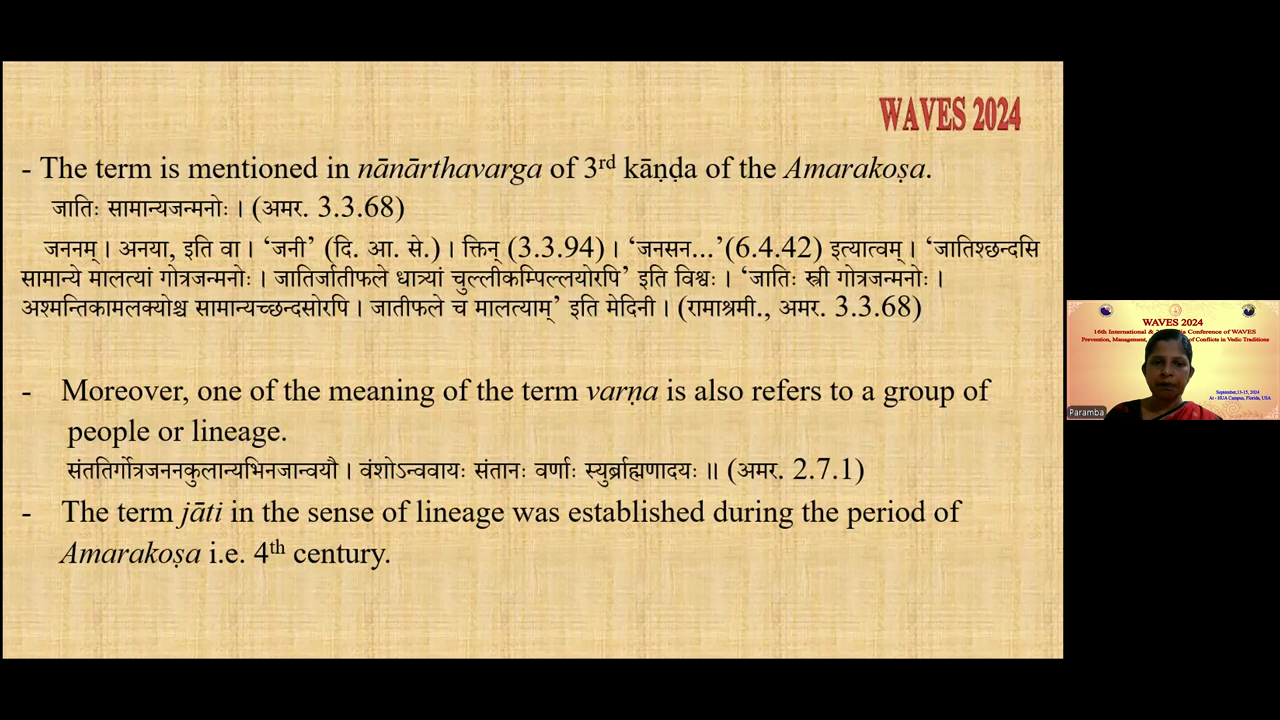 WAVES 2024
- The term is mentioned in nānārthavarga of 3rd kāṇḍa of the Amarakoṣa.
जातिः सामान्यजन्मनोः । (अमर. 3.3.68)
जननम् । अनया, इति वा । ‘जनी’ (दि. आ. से.) । क्तिन् (3.3.94) । ‘जनसन...’(6.4.42) इत्यात्वम् । ‘जातिश्छन्दसि
सामान्ये मालत्यां गोत्रजन्मनोः । जातिर्जातीफले धात्र्यां चुल्लीकम्पिल्लयोरपि’ इति विश्वः । ‘जातिः स्त्री गोत्रजन्मनोः ।
अश्मन्तिकामलक्योश्च सामान्यच्छन्दसोरपि । जातीफले च मालत्याम्’ इति मेदिनी । (रामाश्रमी., अमर. 3.3.68)
- Moreover, one of the meaning of the term varṇa is also refers to a group of
people or lineage.
संततिर्गोत्रजननकुलान्यभिनजान्वयौ । वंशोऽन्ववायः संतानः वर्णाः स्युर्ब्राह्मणादयः ॥ (अमर. 2.7.1)
- The term jāti in the sense of lineage was established during the period of
Amarakoṣa i.e. 4th century.
WAVES 2024
16th International & Conference of WAVES
Prevention, Management, of Conflicts in Vedic Traditions
September,13-15, 2024
At - HUA Campus, Florida, USA
Paramba